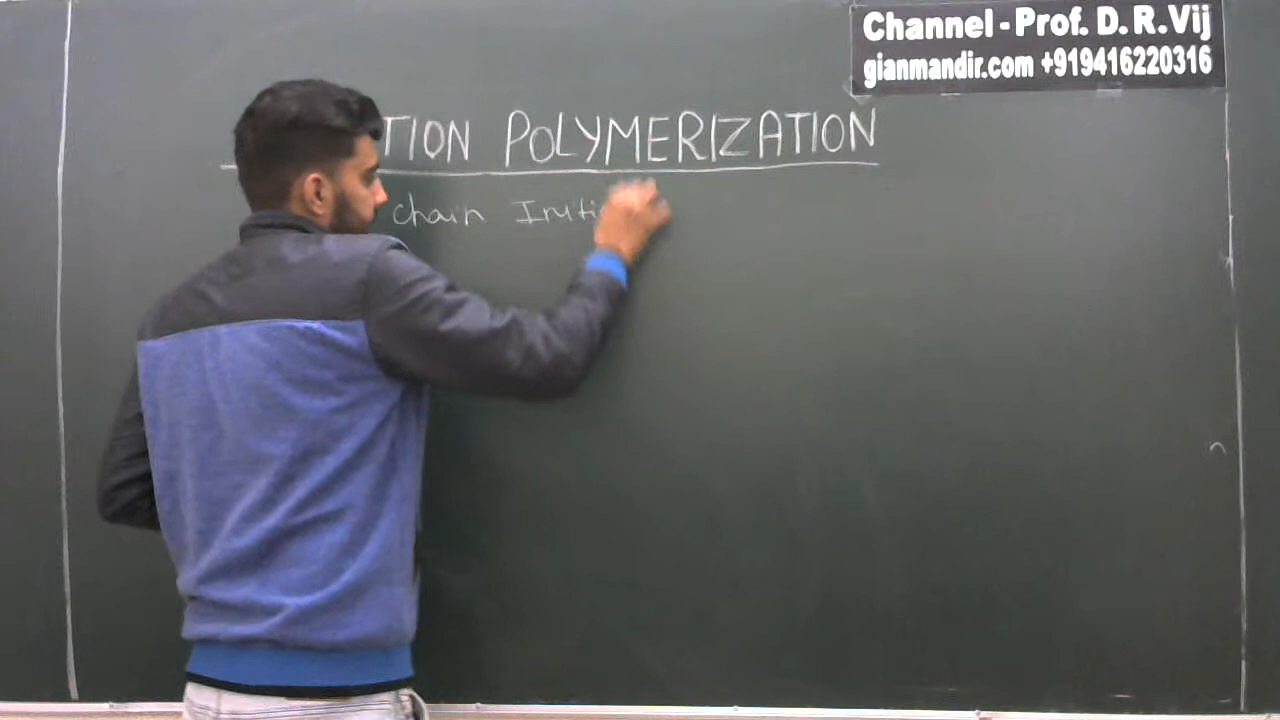 Channel - Prof. D. R. Vij
gianmandir.com +919416220316
TION POLYMERIZATION
chain Initi